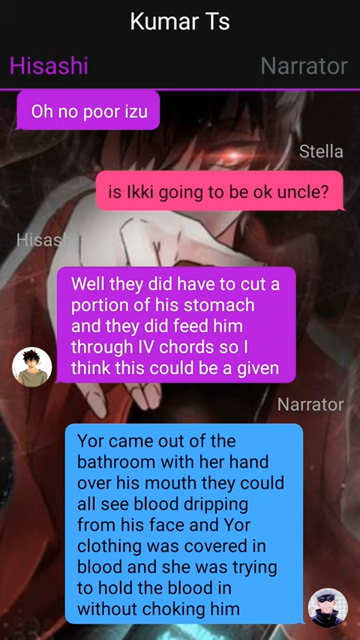 Kumar Ts
Hisashi
Narrator
Oh no poor izu
Stella
is Ikki going to be ok uncle?
Hisas
Well they did have to cut a
portion of his stomach
and they did feed him
through IV chords so I
think this could be a given
Narrator
Yor came out of the
bathroom with her hand
over his mouth they could
all see blood dripping
from his face and Yor
clothing was covered in
blood and she was trying
to hold the blood in
without choking him